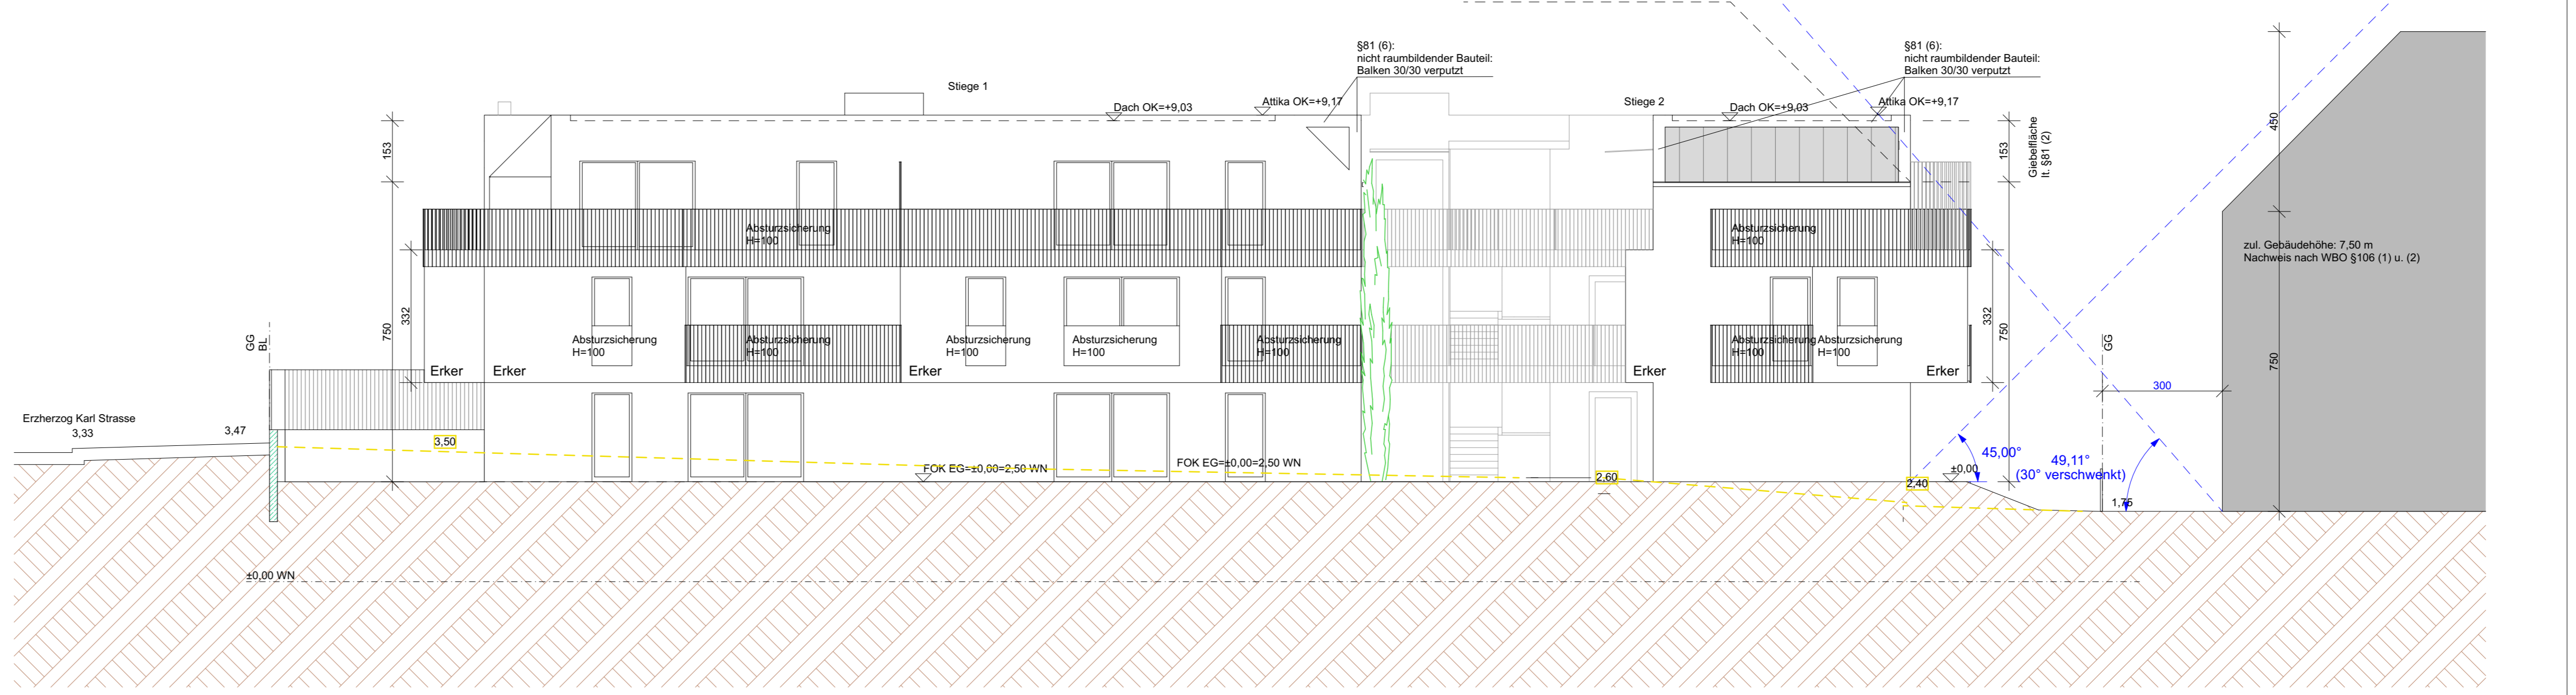 §81 (6):
nicht raumbildender Bauteil:
Balken 30/30 verputzt
§81 (6):
nicht raumbildender Bauteil:
Balken 30/30 verputzt
Stiege 1
Dach OK=+9,03
Attika OK=+9,17
Stiege 2
Dach OK=+9,03
Attika OK=+9,17
153
153
Giebelfläche
lt. §81 (2)
450
Absturzsicherung
H=100
Absturzsicherung
H=100
zul. Gebäudehöhe: 7,50 m
Nachweis nach WBO §106 (1) u. (2)
750
332
332
750
750
GG
BL
GG
Absturzsicherung
H=100
Absturzsicherung
H=100
Absturzsicherung
H=100
Absturzsicherung
H=100
Absturzsicherung
H=100
Absturzsicherung
H=100
Absturzsicherung
H=100
Erker
Erker
Erker
Erker
Erker
300
Erzherzog Karl Strasse
3,33
3,47
3,50
FOK EG=±0,00=2,50 WN
FOK EG=±0,00=2,50 WN
2,60
2,40
±0,00
45,00°
49,11°
(30° verschwenkt)
1,75
±0,00 WN